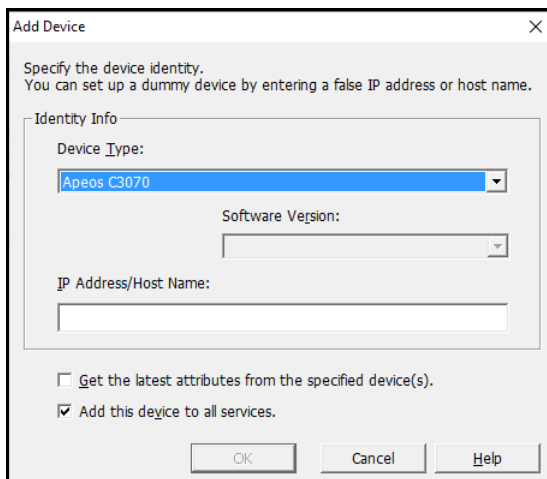 Add Device
Specify the device identity.
You can set up a dummy device by entering a false IP address or host name.
Identity Info
Device Type:
Apeos C3070
Software Version:
IP Address/Host Name:
Get the latest attributes from the specified device(s).
Add this device to all services.
OK Cancel Help